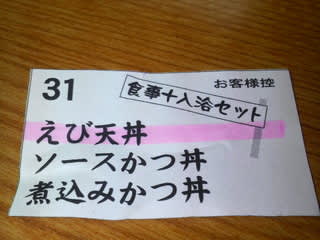 31
お客様控
食事+入浴セット
えび天丼
ソースかつ丼
煮込みかつ丼